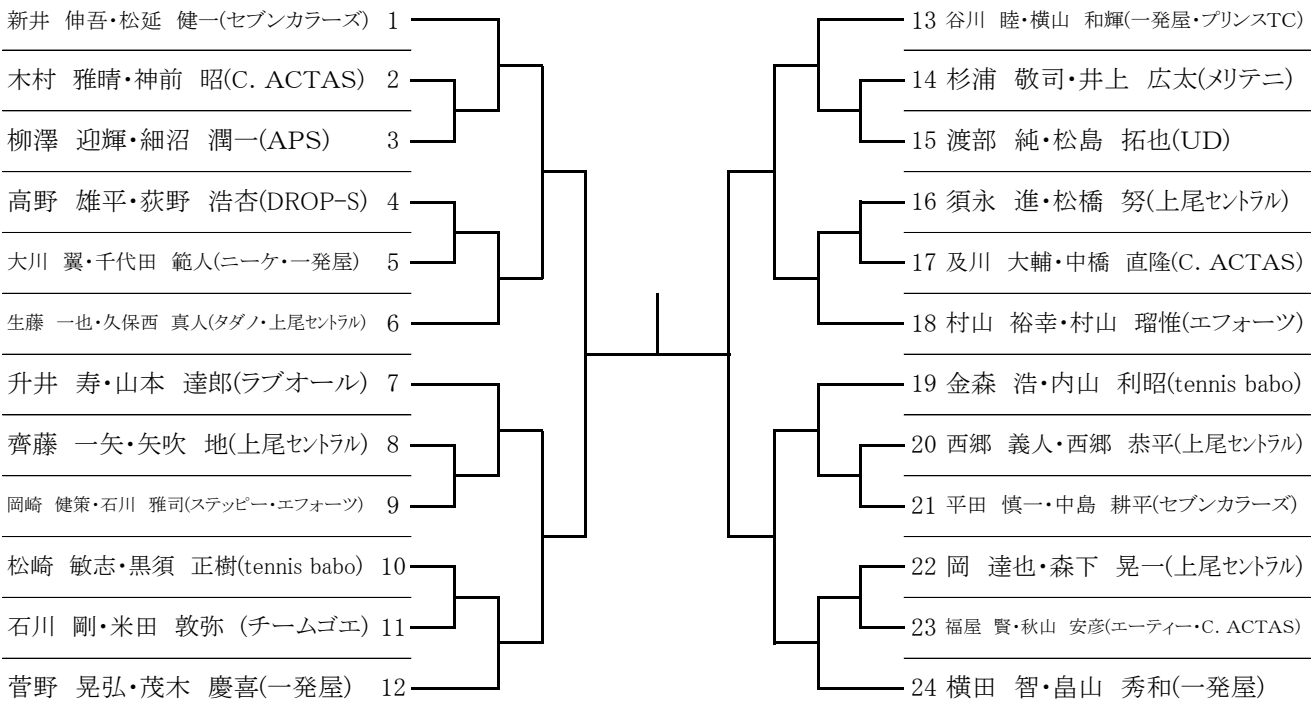 新井 伸吾・松延 健一(セブンカラーズ) 1
木村 雅晴・神前 昭(C. ACTAS) 2
柳澤 迎輝・細沼 潤一(APS) 3
高野 雄平・荻野 浩杏(DROP-S) 4
大川 翼・千代田 範人(ニーケ・一発屋) 5
生藤 一也・久保西 真人(タダノ・上尾セントラル) 6
升井 寿・山本 達郎(ラブオール) 7
齊藤 一矢・矢吹 地(上尾セントラル) 8
岡崎 健策・石川 雅司(ステッピー・エフォーツ) 9
松崎 敏志・黒須 正樹(tennis babo) 10
石川 剛・米田 敦弥 (チームゴエ) 11
菅野 晃弘・茂木 慶喜(一発屋) 12
13 谷川 睦・横山 和輝(一発屋・プリンスTC)
14 杉浦 敬司・井上 広太(メリテニ)
15 渡部 純・松島 拓也(UD)
16 須永 進・松橋 努(上尾セントラル)
17 及川 大輔・中橋 直隆(C. ACTAS)
18 村山 裕幸・村山 瑠惟(エフォーツ)
19 金森 浩・内山 利昭(tennis babo)
20 西郷 義人・西郷 恭平(上尾セントラル)
21 平田 慎一・中島 耕平(セブンカラーズ)
22 岡 達也・森下 晃一(上尾セントラル)
23 福屋 賢・秋山 安彦(エーティー・C. ACTAS)
24 横田 智・畠山 秀和(一発屋)